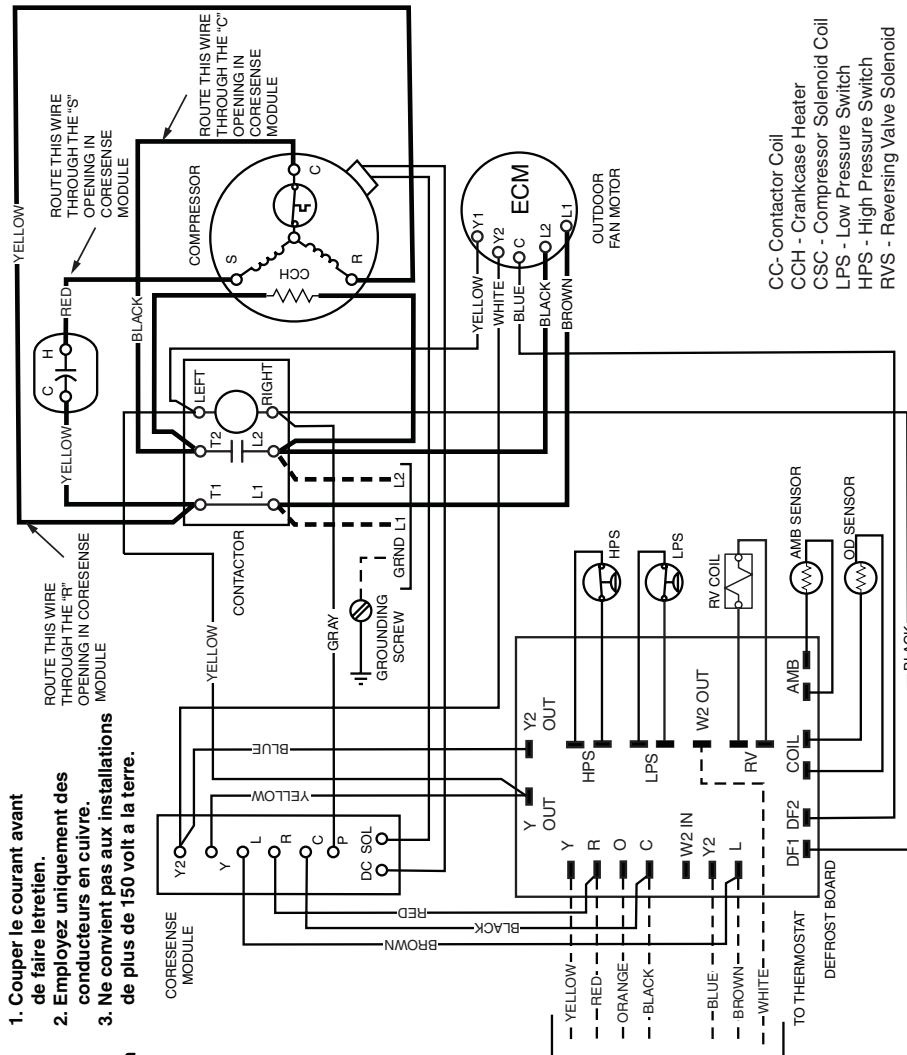 1. Couper le courant avant
de faire letretien.
2. Employez uniquement des
conducteurs en cuivre.
3. Ne convient pas aux installations
de plus de 150 volt a la terre.
n
YELLOW
ROUTE THIS WIRE
THROUGH THE "S"
OPENING IN
CORESENSE
MODULE
ROUTE THIS WIRE
THROUGH THE "C"
OPENING IN
CORESENSE
MODULE
ROUTE THIS WIRE
THROUGH THE "R"
OPENING IN CORESENSE
MODULE
YELLOW
C
H
RED
BLACK
COMPRESSOR
S
C
R
CCH
CONTACTOR
T1
T2
LEFT
L1
L2
RIGHT
L1
L2
GRND
GROUNDING
SCREW
YELLOW
GRAY
ECM
Y1
Y2
C
L2
L1
YELLOW
WHITE
BLUE
BLACK
BROWN
OUTDOOR
FAN MOTOR
CC- Contactor Coil
CCH - Crankcase Heater
CSC - Compressor Solenoid Coil
LPS - Low Pressure Switch
HPS - High Pressure Switch
RVS - Reversing Valve Solenoid
CORESENSE
MODULE
Y2
Y
L
R
C
P
DC SOL
BLUE
YELLOW
RED
BLACK
BROWN
Y
OUT
Y2
OUT
HPS
LPS
W2 OUT
RV
HPS
LPS
RV COIL
AMB SENSOR
OD SENSOR
Y
R
O
C
W2 IN
Y2
L
DF1
DF2
COIL
AMB
YELLOW
RED
ORANGE
BLACK
BLUE
BROWN
WHITE
TO THERMOSTAT
DEFROST BOARD
BLACK